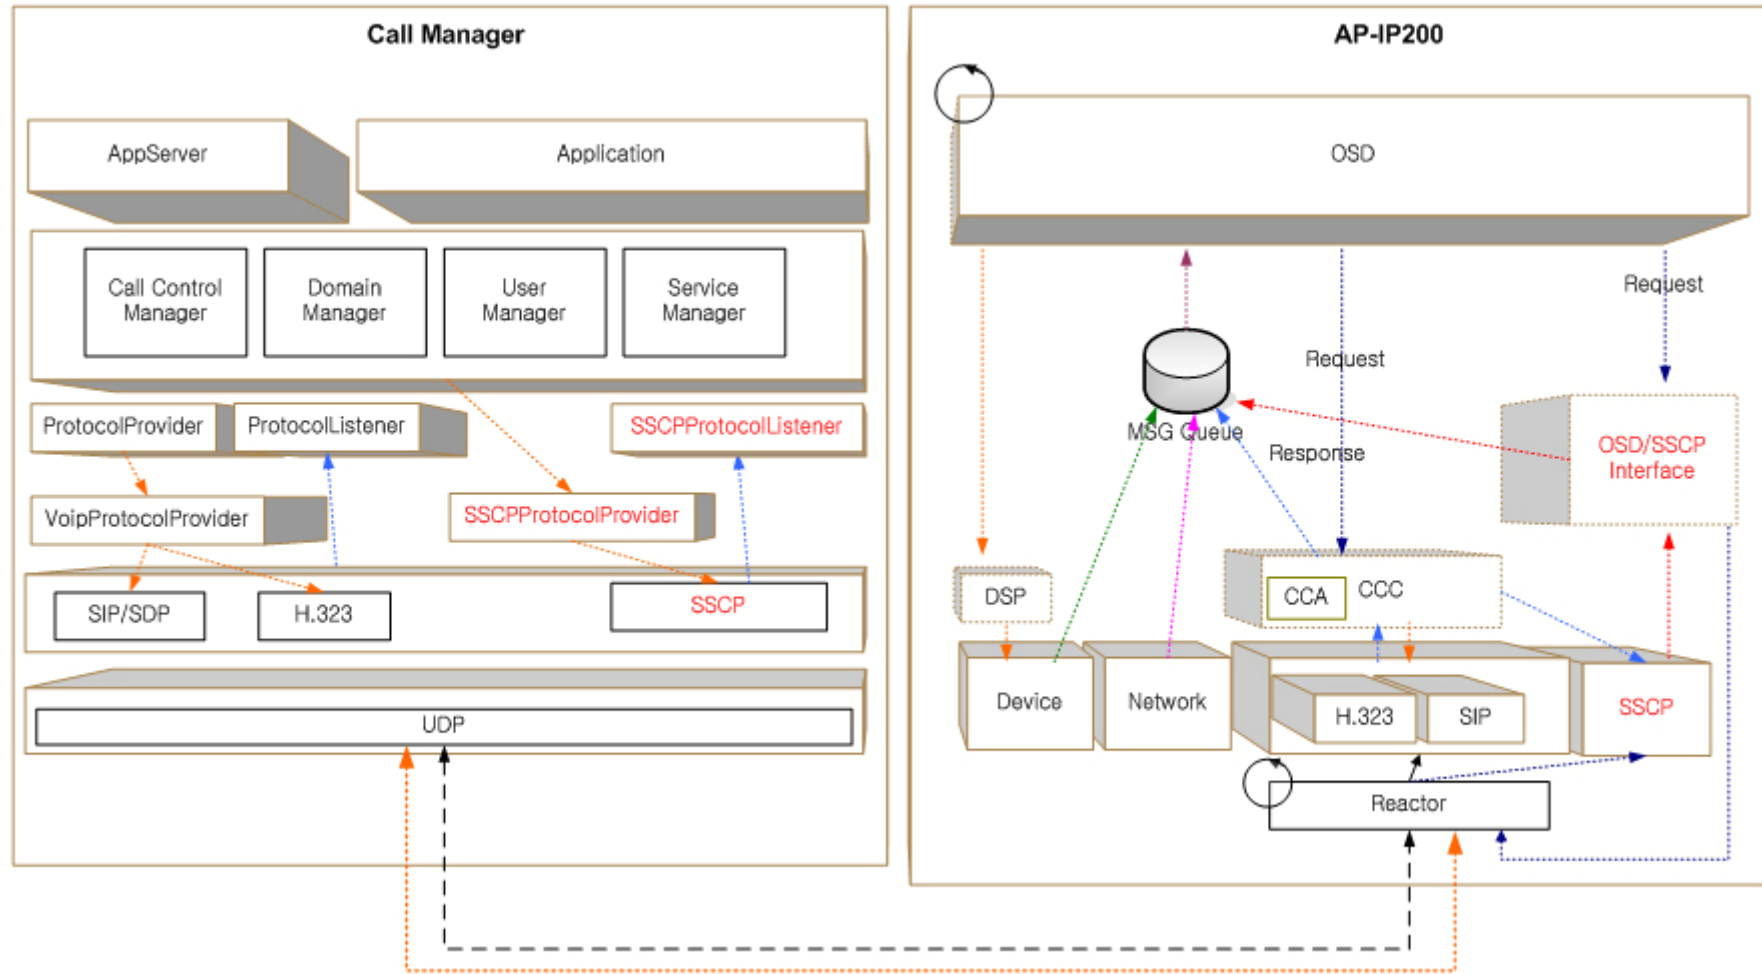 Call Manager
AppServer
Application
Call Control
Manager
Domain
Manager
User
Manager
Service
Manager
ProtocolProvider
ProtocolListener
SSCPProtocolListener
VoipProtocolProvider
SSCPProtocolProvider
SIP/SDP
H.323
SSCP
UDP
AP-IP200
OSD
Request
Request
MSG Queue
Response
OSD/SSCP
Interface
DSP
CCA
CCC
Device
Network
H.323
SIP
SSCP
Reactor